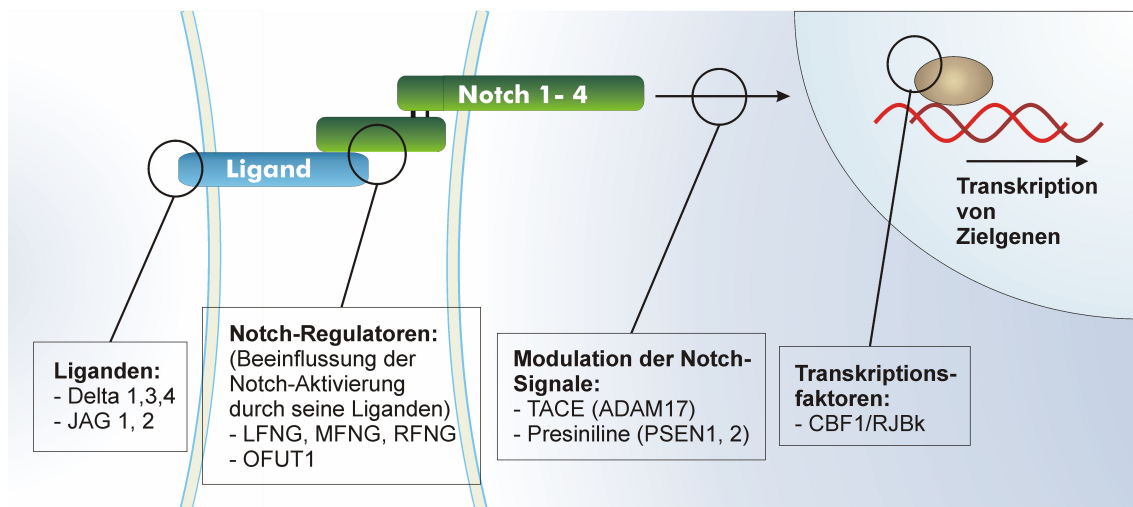 Notch 1- 4
Ligand
Transkription
von
Zielgenen
Liganden:
- Delta 1,3,4
- JAG 1, 2
Notch-Regulatoren:
(Beeinflussung der
Notch-Aktivierung
durch seine Liganden)
- LFNG, MFNG, RFNG
- OFUT1
Modulation der Notch-
Signale:
- TACE (ADAM17)
- Presiniline (PSEN1, 2)
Transkriptions-
faktoren:
- CBF1/RJBk